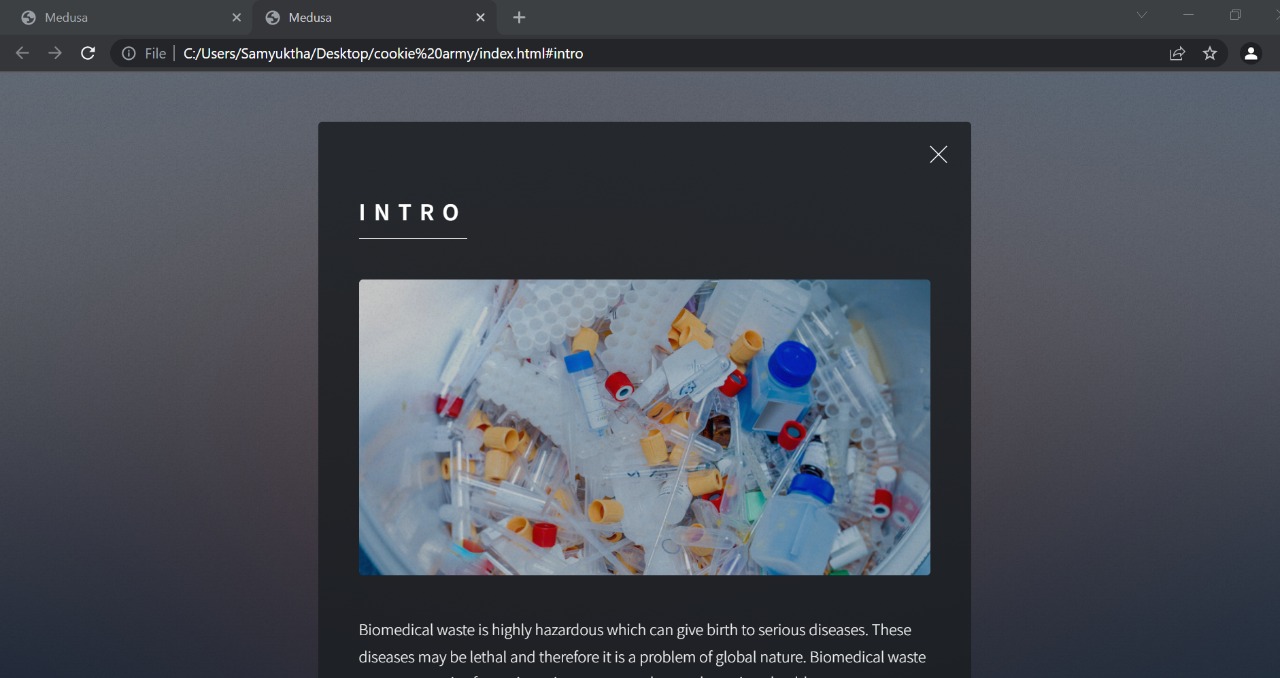 Medusa
Medusa
File
C:/Users/Samyuktha/Desktop/cookie%20army/index.html#intro
INTRO
Biomedical waste is highly hazardous which can give birth to serious diseases. These
diseases may be lethal and therefore it is a problem of global nature. Biomedical waste